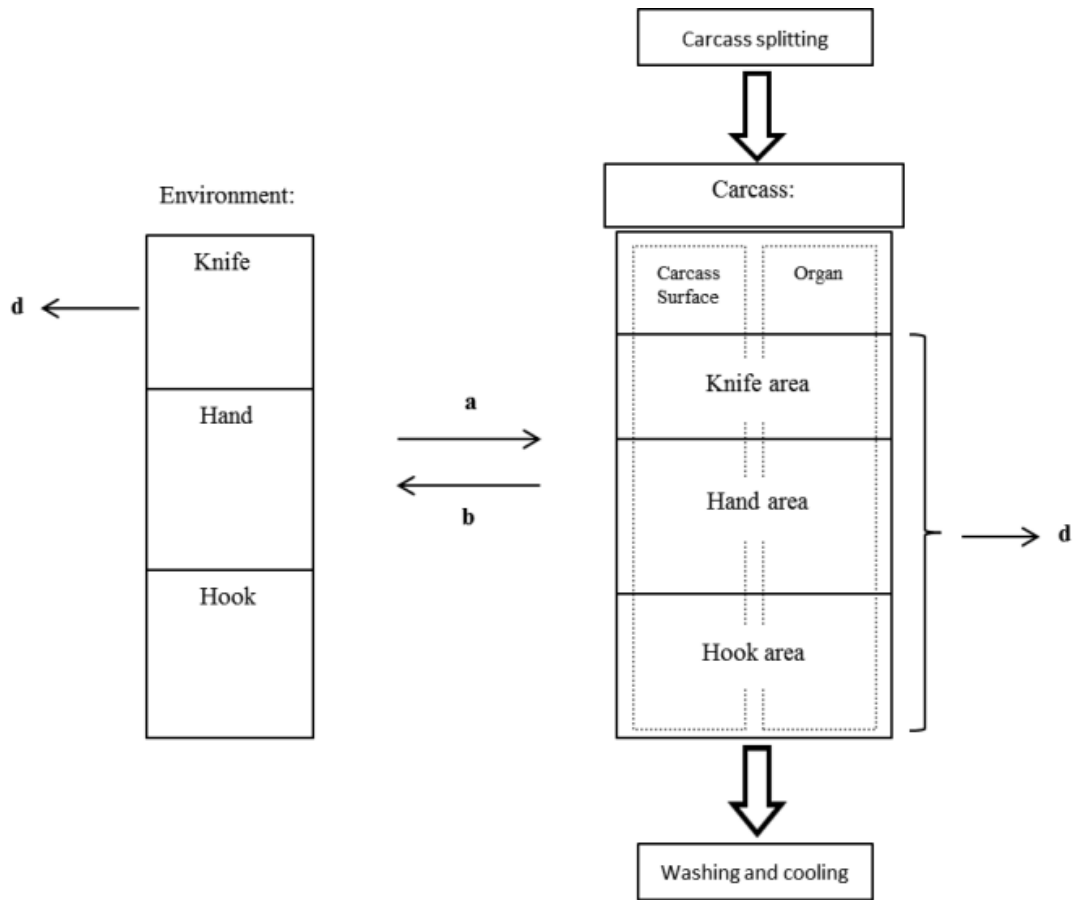 Carcass splitting
Carcass:
Environment:
Knife
Carcass
Surface
Organ
d
Knife area
a
Hand
Hand area
b
d
Hook
Hook area
Washing and cooling